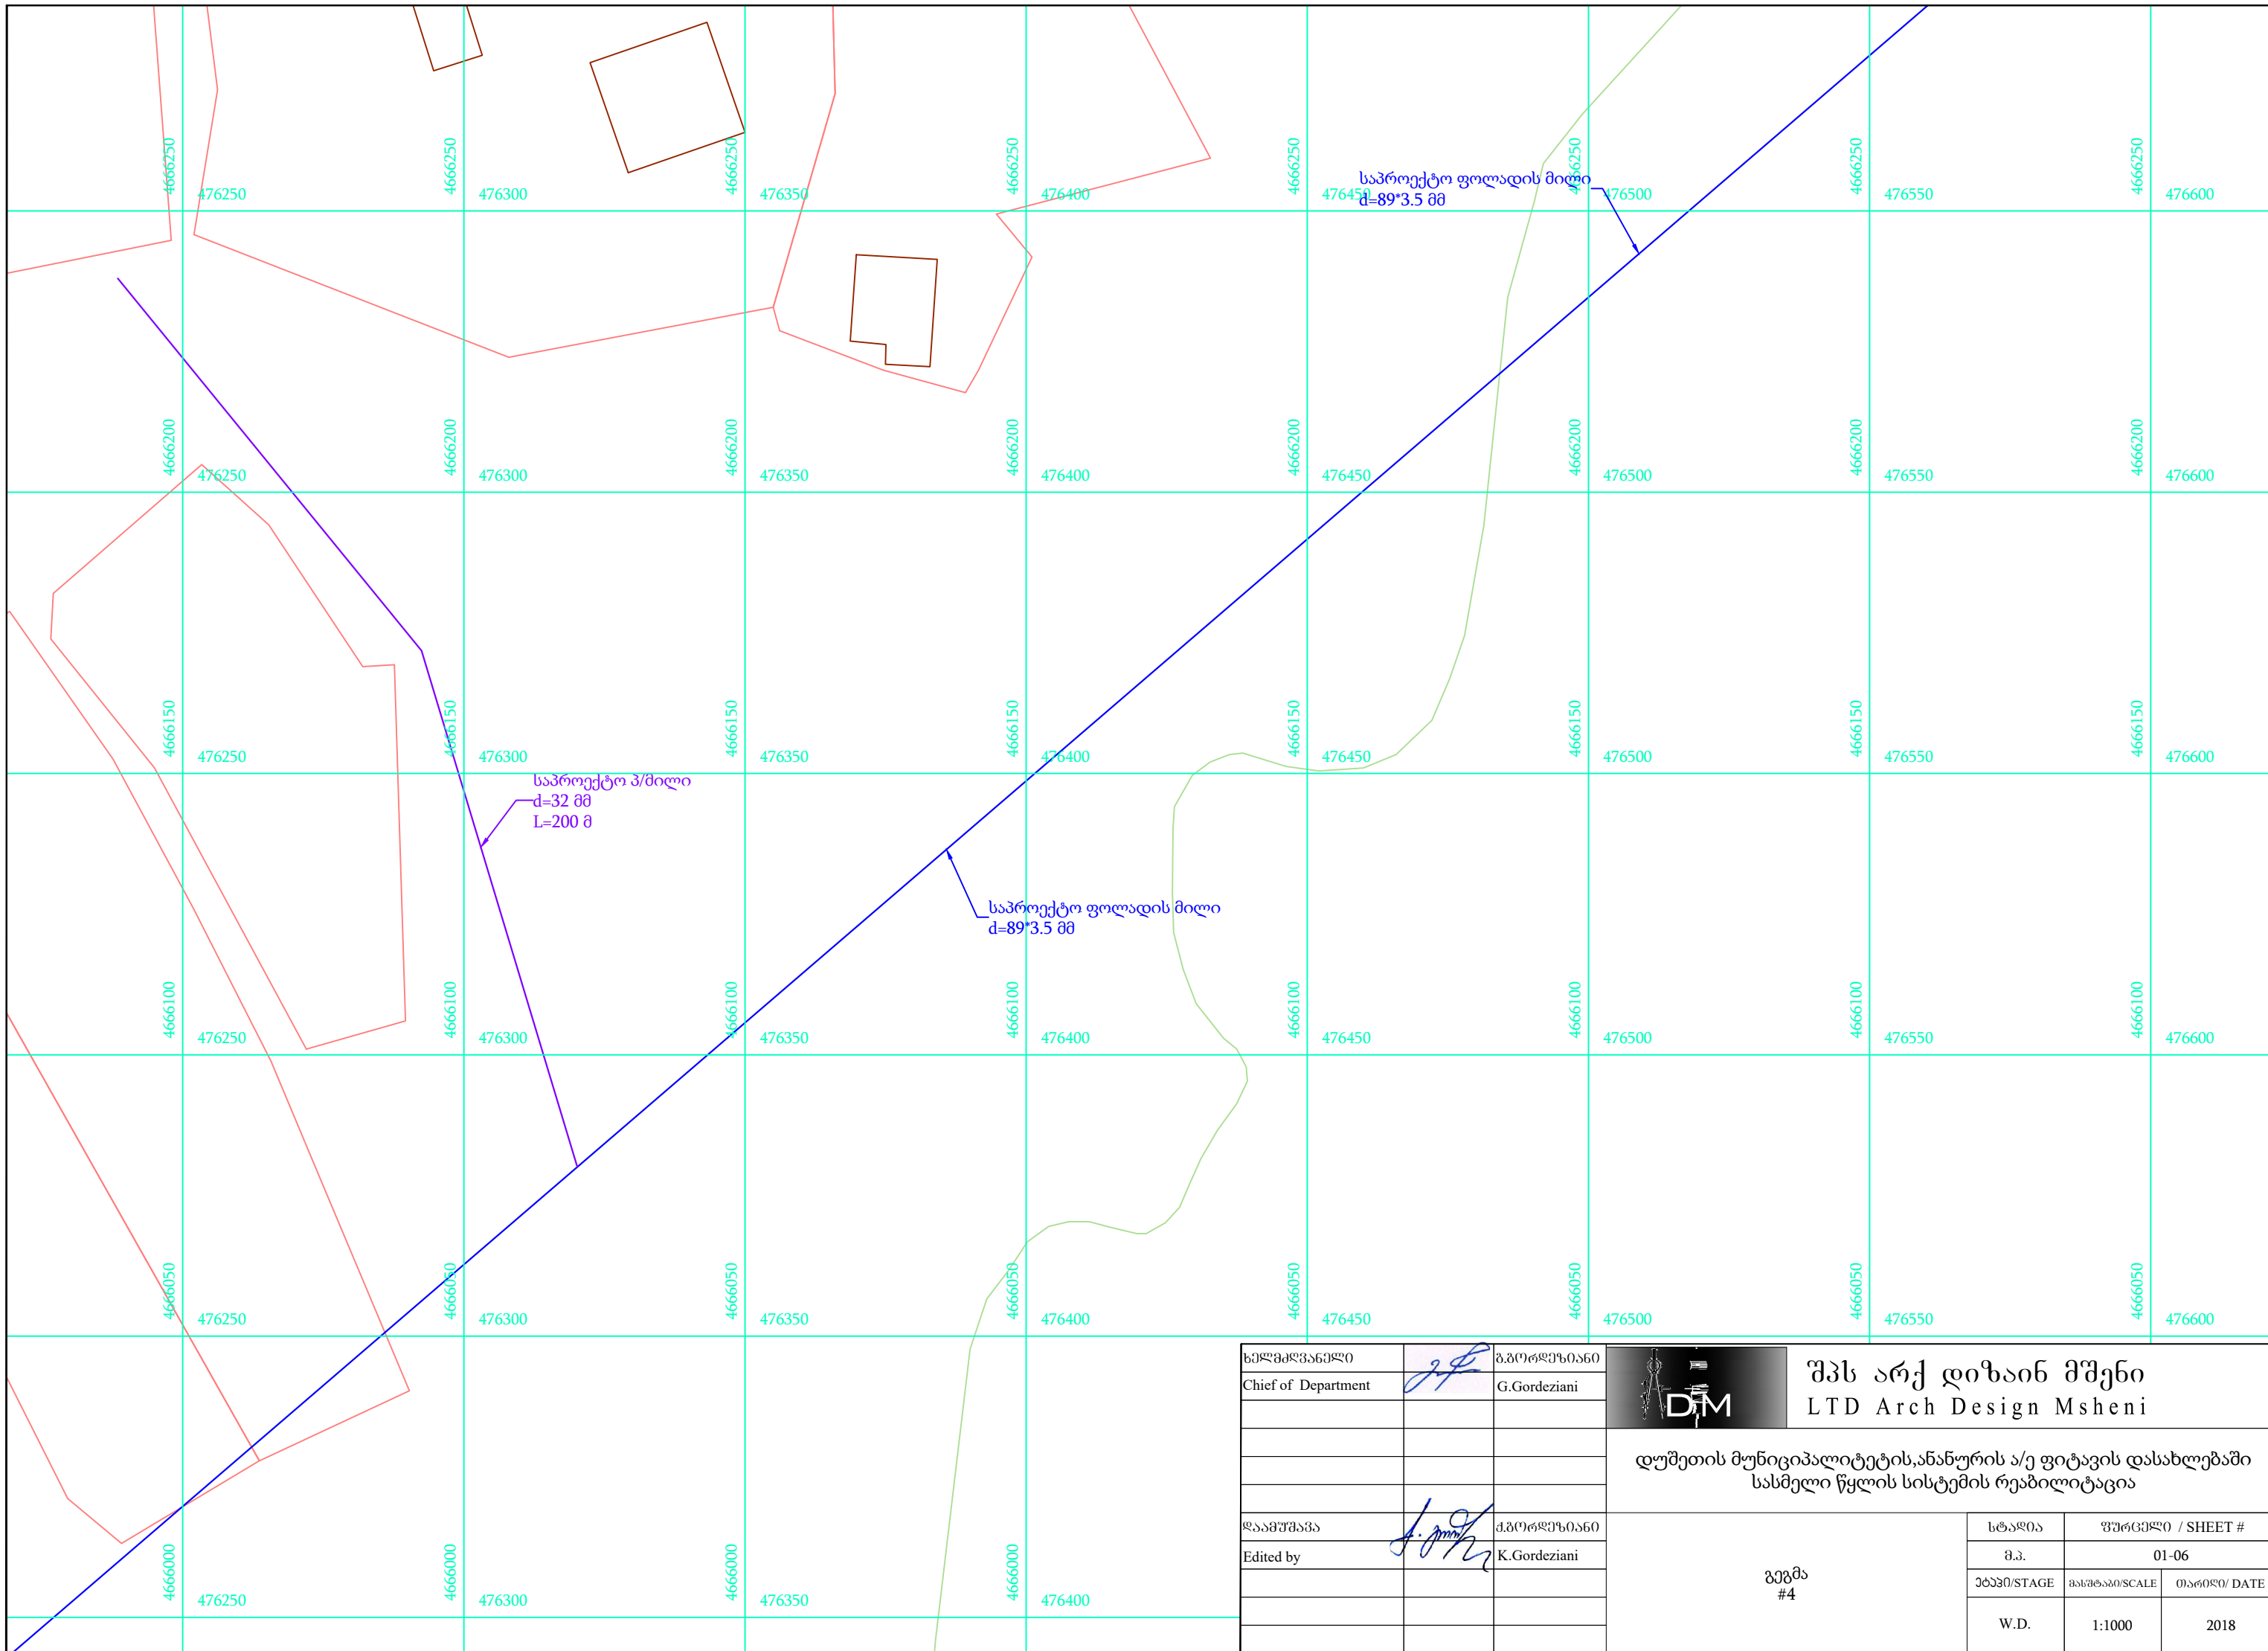 4666250 4666250 4666250 4666250 4666250 4666250 4666250 4666250
476250 476300 476350 476400 476450 476500 476550 476600
საპროექტო ფოლადის მილი
d=89*3.5 მმ
4666200 4666200 4666200 4666200 4666200 4666200 4666200 4666200
476250 476300 476350 476400 476450 476500 476550 476600
4666150 4666150 4666150 4666150 4666150 4666150 4666150 4666150
476250 476300 476350 476400 476450 476500 476550 476600
საპროექტო პ/მილი
d=32 მმ
L=200 მ
საპროექტო ფოლადის მილი
d=89*3.5 მმ
4666100 4666100 4666100 4666100 4666100 4666100 4666100 4666100
476250 476300 476350 476400 476450 476500 476550 476600
4666050 4666050 4666050 4666050 4666050 4666050 4666050 4666050
476250 476300 476350 476400 476450 476500 476550 476600
4666000 4666000 4666000 4666000
476250 476300 476350 476400
ხელმძღვანელი გ.გორდეზიანი
Chief of Department G.Gordeziani
ADM
შპს არქ დიზაინ მშენი
LTD Arch Design Msheni
დუშეთის მუნიციპალიტეტის,ანანურის ა/ე ფიტავის დასახლებაში
სასმელი წყლის სისტემის რეაბილიტაცია
დაამუშავა ქ.გორდეზიანი
Edited by K.Gordeziani
გეგმა
#4
სტადია ფურცელი / SHEET #
მ.პ. 01-06
ეტაპი/STAGE მასშტაბი/SCALE თარიღი/ DATE
W.D. 1:1000 2018